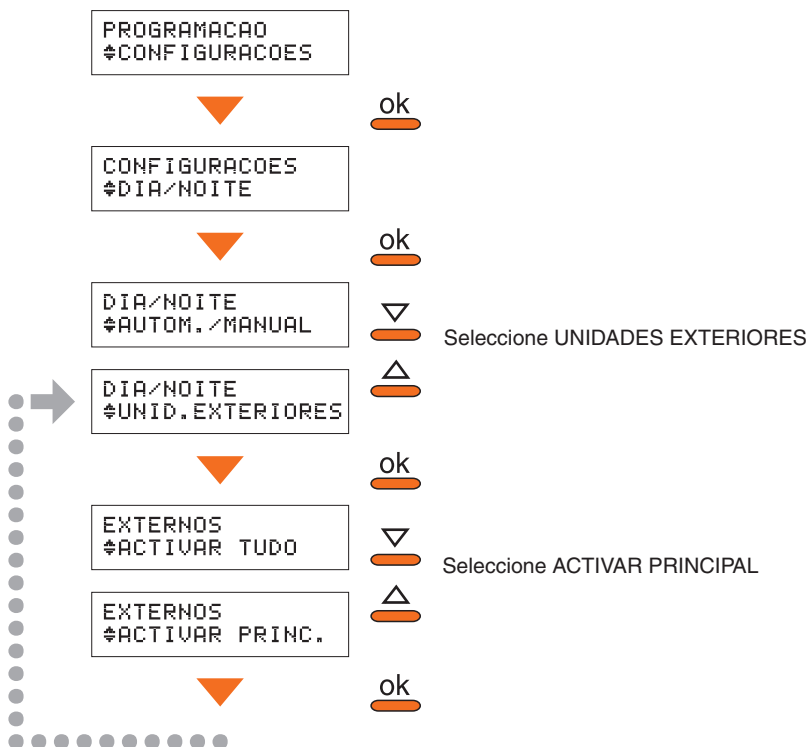 PROGRAMACAO
CONFIGURACOES
ok
CONFIGURACOES
DIA/NOITE
ok
DIA/NOITE
AUTOM./MANUAL
Seleccione UNIDADES EXTERIORES
DIA/NOITE
UNID.EXTERIORES
ok
EXTERNOS
ACTIVAR TUDO
Seleccione ACTIVAR PRINCIPAL
EXTERNOS
ACTIVAR PRINC.
ok